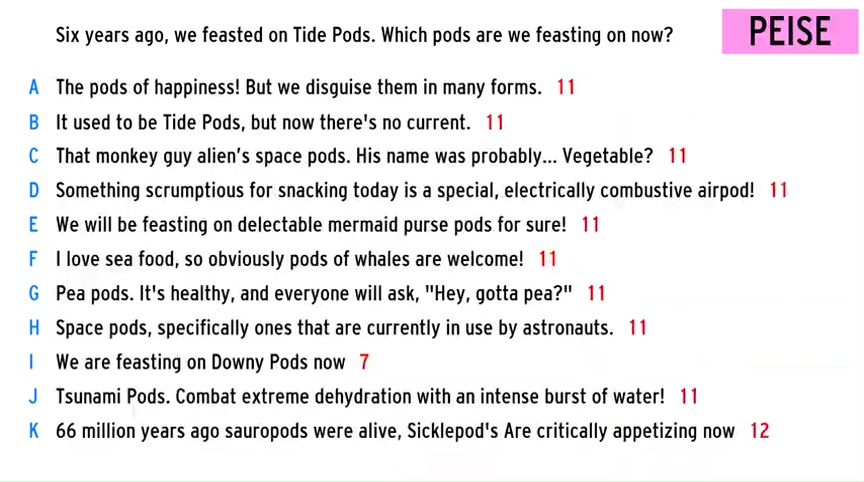 Six years ago, we feasted on Tide Pods. Which pods are we feasting on now?
PEISE
A The pods of happiness! But we disguise them in many forms. 11
B It used to be Tide Pods, but now there's no current. 11
C That monkey guy alien's space pods. His name was probably... Vegetable? 11
D Something scrumptious for snacking today is a special, electrically combustive airpod! 11
E We will be feasting on delectable mermaid purse pods for sure! 11
F I love sea food, so obviously pods of whales are welcome! 11
G Pea pods. It's healthy, and everyone will ask, "Hey, gotta pea?" 11
H Space pods, specifically ones that are currently in use by astronauts. 11
I We are feasting on Downy Pods now 7
J Tsunami Pods. Combat extreme dehydration with an intense burst of water! 11
K 66 million years ago sauropods were alive, Sicklepod's Are critically appetizing now 12